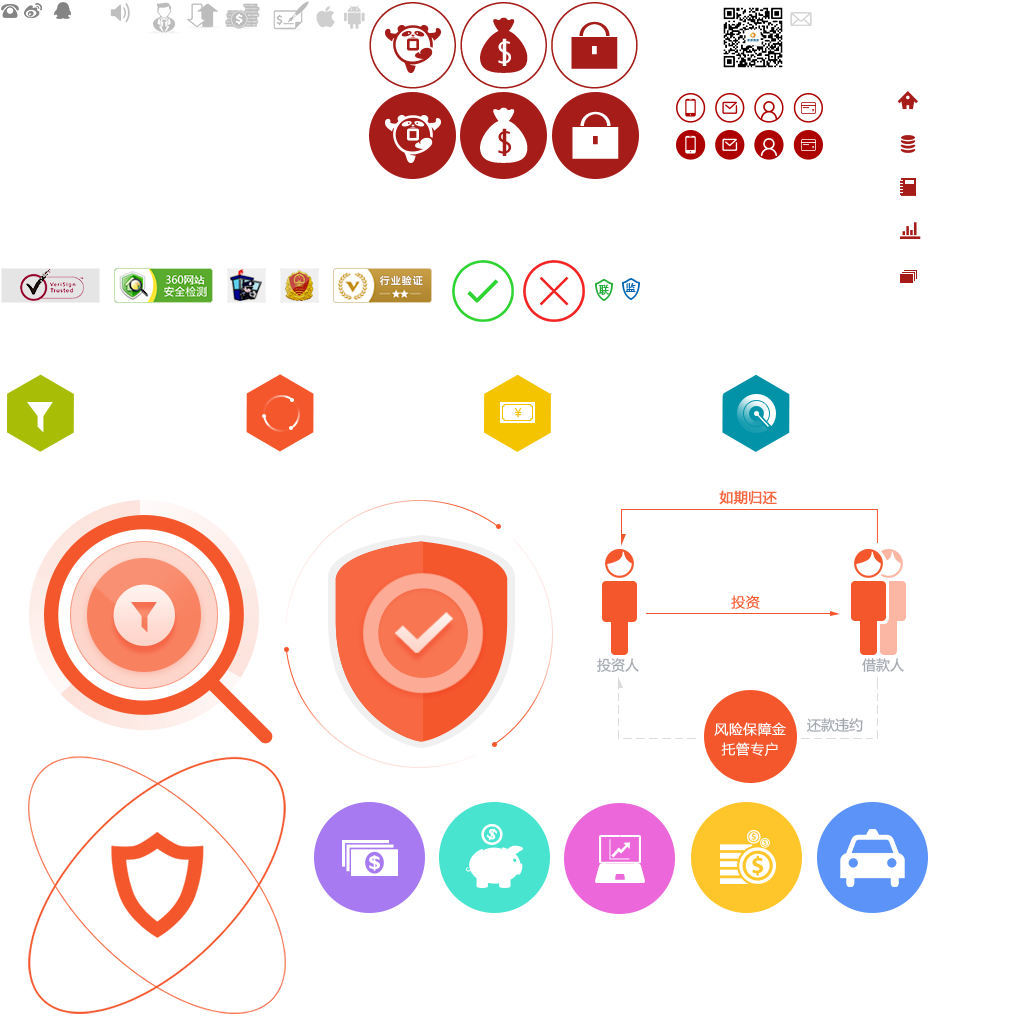 VeriSign
Trusted
360网站
安全检测
行业验证
联
监
如期归还
投资
投资人
借款人
还款违约
风险保障金
托管专户